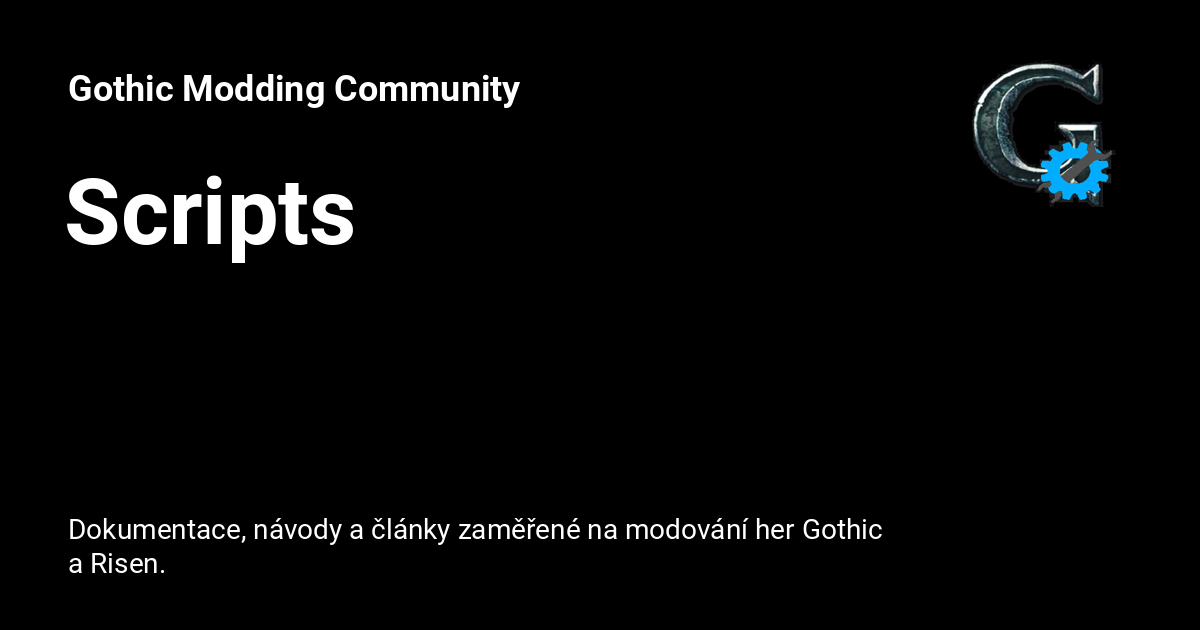 Gothic Modding Community
Scripts
Dokumentace, návody a články zaměřené na modování her Gothic
a Risen.